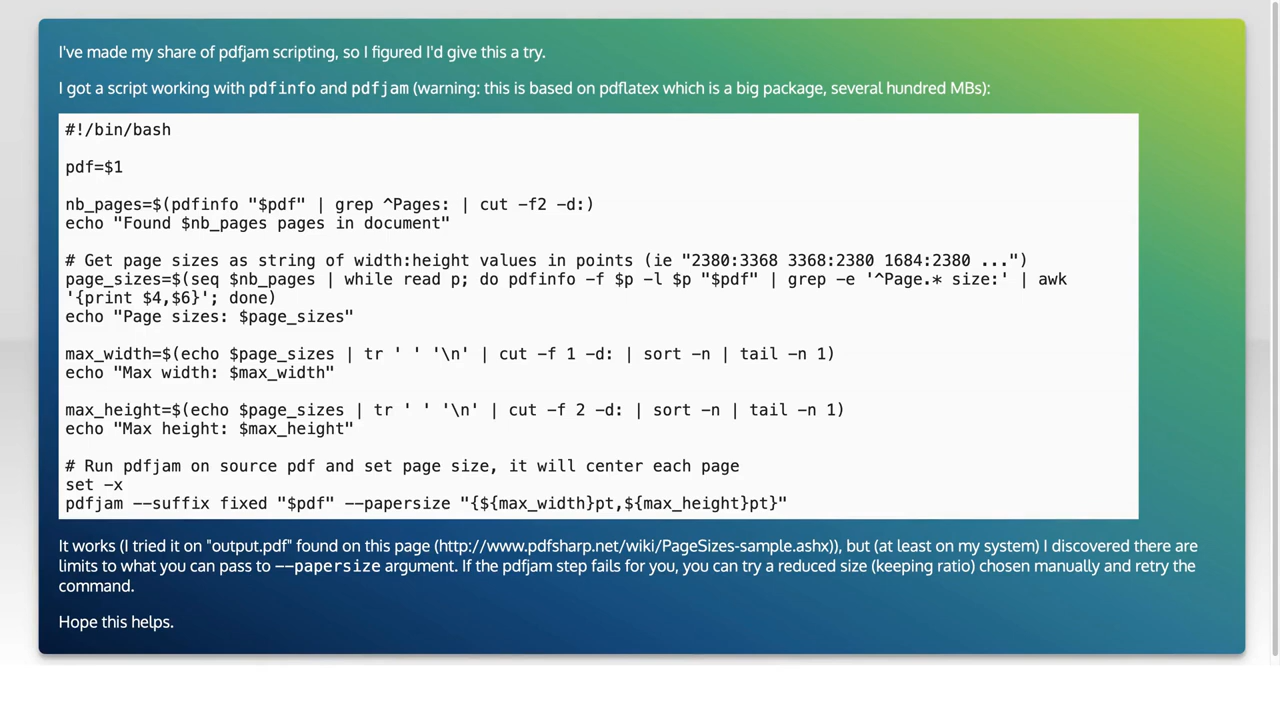 I've made my share of pdfjam scripting, so I figured I'd give this a try.
I got a script working with pdfinfo and pdfjam (warning: this is based on pdflatex which is a big package, several hundred MBs):
#!/bin/bash
pdf=$1
nb_pages=$(pdfinfo "$pdf" | grep ^Pages: | cut -f2 -d:)
echo "Found $nb_pages pages in document"
# Get page sizes as string of width:height values in points (ie "2380:3368 3368:2380 1684:2380 ...")
page_sizes=$(seq $nb_pages | while read p; do pdfinfo -f $p -l $p "$pdf" | grep -e '^Page.* size:' | awk
'{print $4,$6}'; done)
echo "Page sizes: $page_sizes"
max_width=$(echo $page_sizes | tr ' ' '\n' | cut -f 1 -d: | sort -n | tail -n 1)
echo "Max width: $max_width"
max_height=$(echo $page_sizes | tr ' ' '\n' | cut -f 2 -d: | sort -n | tail -n 1)
echo "Max height: $max_height"
# Run pdfjam on source pdf and set page size, it will center each page
set -x
pdfjam --suffix fixed "$pdf" --papersize "{${max_width}pt,${max_height}pt}"
It works (I tried it on "output.pdf" found on this page (http://www.pdfsharp.net/wiki/PageSizes-sample.ashx)), but (at least on my system) I discovered there are
limits to what you can pass to --papersize argument. If the pdfjam step fails for you, you can try a reduced size (keeping ratio) chosen manually and retry the
command.
Hope this helps.